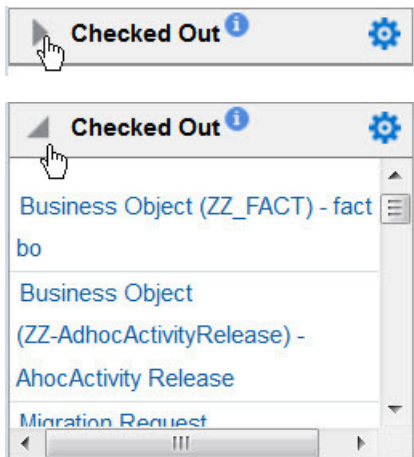 Checked Out i
Checked Out i
Business Object (ZZ_FACT) - fact
bo
Business Object
(ZZ-AdhocActivityRelease) -
AhocActivity Release
Migration Request